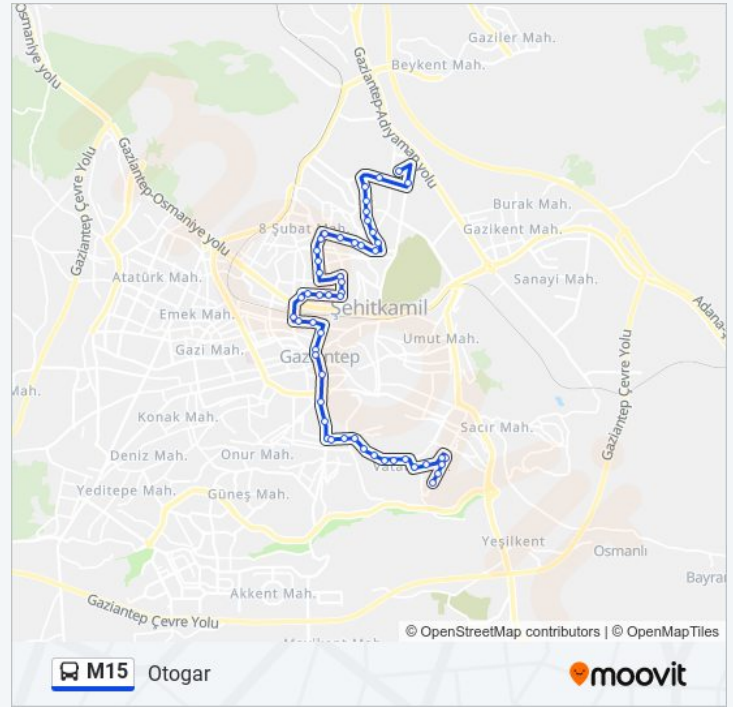 Osmaniye yolu
Gaziler Mah.
Beykent Mah.
Gaziantep-Adıyaman yolu
Gaziantep Çevre Yolu
Gaziantep-Osmaniye yolu
Burak Mah.
8 Şubat Mah.
Gazikent Mah.
Atatürk Mah.
Sanayi Mah.
Emek Mah.
Şehitkamil
Adana-Ş
Gazi Mah.
Umut Mah.
Gaziantep
Gaziantep Çevre Yolu
Mah.
Konak Mah.
Sacır Mah.
Deniz Mah.
Onur Mah.
Vata
Yeditepe Mah.
Güneş Mah.
Yeşilkent
Osmanlı
Bayra
Akkent Mah.
Gaziantep Çevre Yolu
© OpenStreetMap contributors | © OpenMapTiles
M15
Otogar
moovit